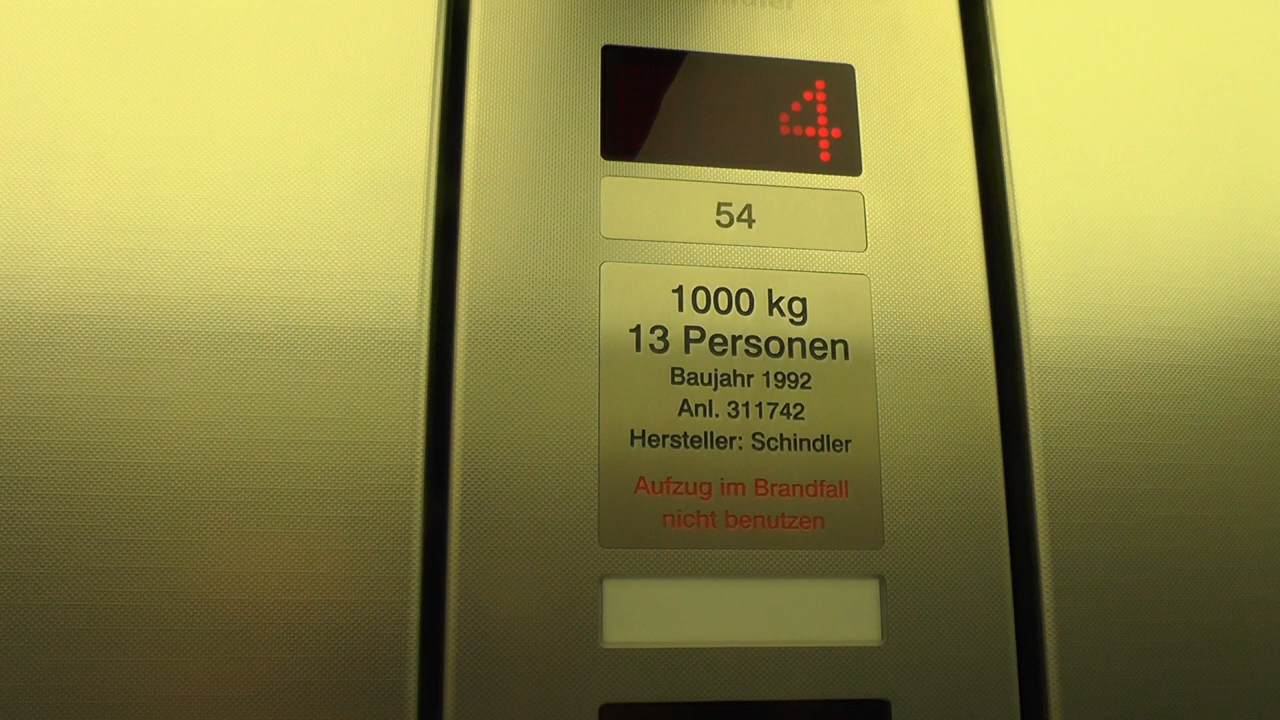 4
54
1000 kg
13 Personen
Baujahr 1992
Anl. 311742
Hersteller: Schindler
Aufzug im Brandfall
nicht benutzen